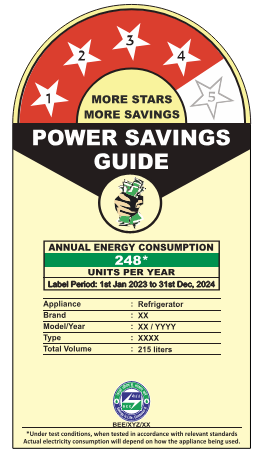 1
2
3
4
5
MORE STARS
MORE SAVINGS
POWER SAVINGS
GUIDE
ANNUAL ENERGY CONSUMPTION
248*
UNITS PER YEAR
Label Period: 1st Jan 2023 to 31st Dec, 2024
Appliance : Refrigerator
Brand : XX
Model/Year : XX / YYYY
Type : XXXX
Total Volume : 215 liters
BEE/XYZ/XX
*Under test conditions, when tested in accordance with relevant standards
Actual electricity consumption will depend on how the appliance being used.